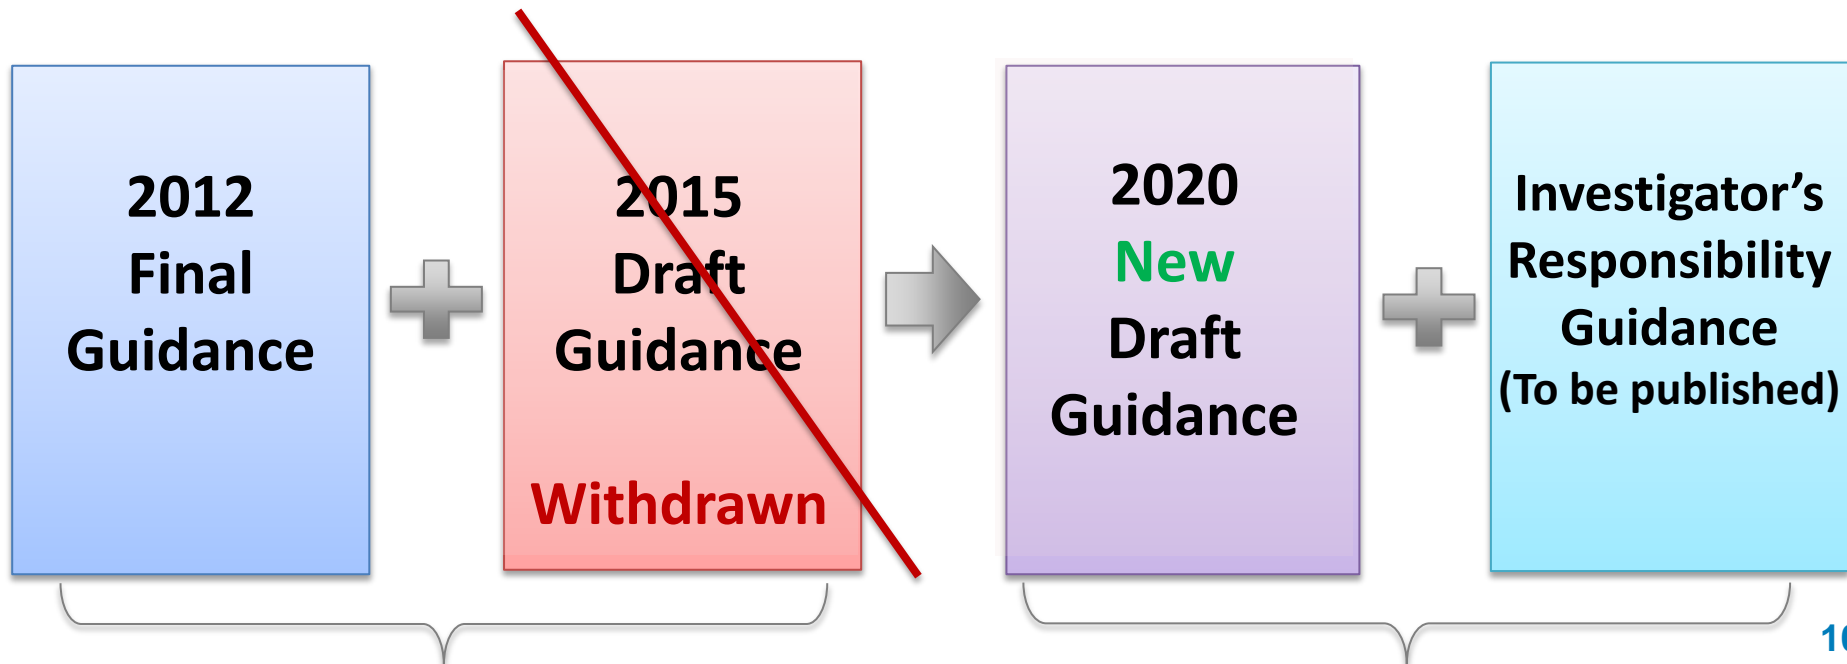 2012
Final
Guidance
2015
Draft
Guidance
Withdrawn
2020
New
Draft
Guidance
Investigator’s
Responsibility
Guidance
(To be published)